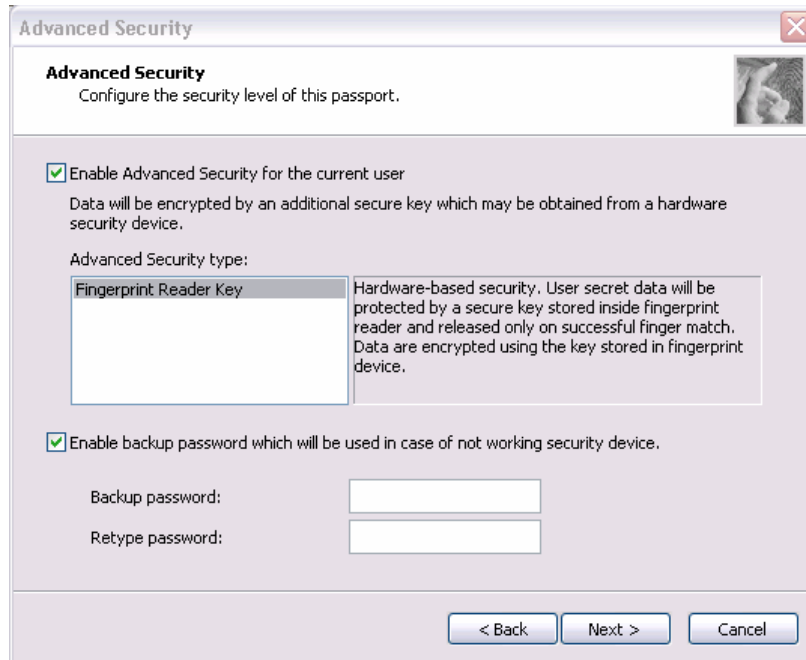 Advanced Security
Advanced Security
Configure the security level of this passport.
Enable Advanced Security for the current user
Data will be encrypted by an additional secure key which may be obtained from a hardware
security device.
Advanced Security type:
Fingerprint Reader Key
Hardware-based security. User secret data will be
protected by a secure key stored inside fingerprint
reader and released only on successful finger match.
Data are encrypted using the key stored in fingerprint
device.
Enable backup password which will be used in case of not working security device.
Backup password:
Retype password:
< Back
Next >
Cancel